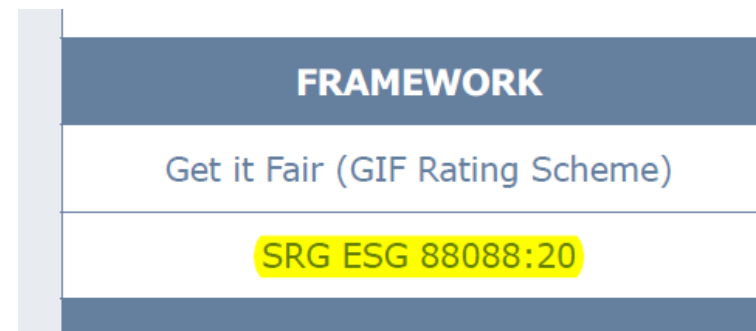 FRAMEWORK
Get it Fair (GIF Rating Scheme)
SRG ESG 88088:20